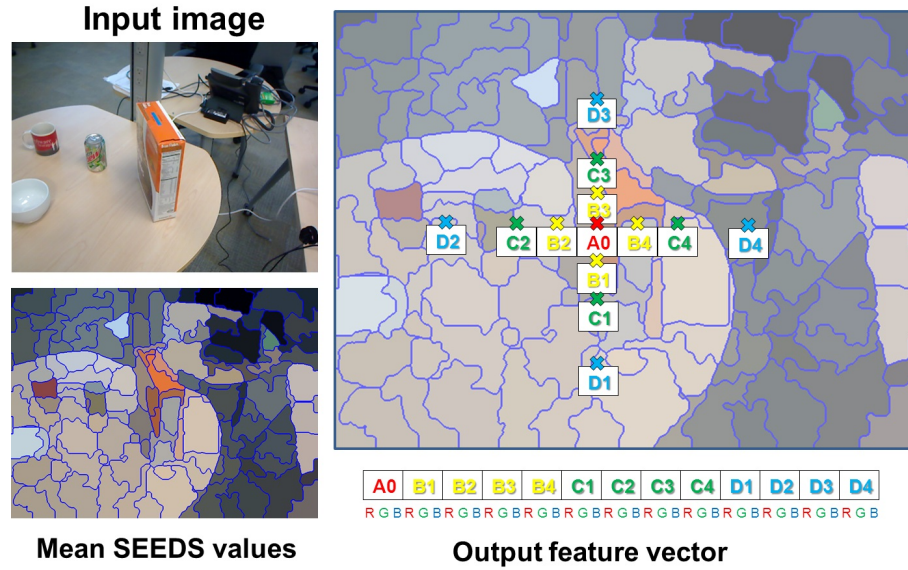 Input image
D3
C3
B3
D2 C2 B2 A0 B4 C4 D4
B1
C1
D1
A0 B1 B2 B3 B4 C1 C2 C3 C4 D1 D2 D3 D4
R G B R G B R G B R G B R G B R G B R G B R G B R G B R G B R G B R G B R G B
Mean SEEDS values
Output feature vector